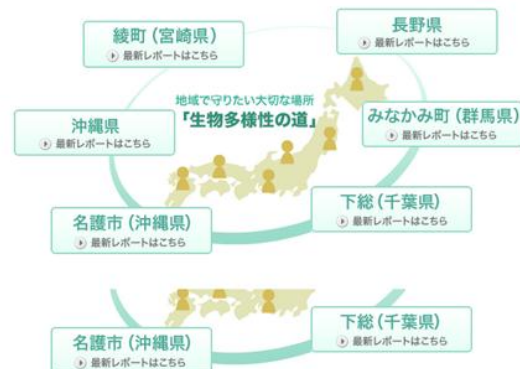 綾町（宮崎県）
最新レポートはこちら
長野県
最新レポートはこちら
地域で守りたい大切な場所
「生物多様性の道」
沖縄県
最新レポートはこちら
みなかみ町（群馬県）
最新レポートはこちら
名護市（沖縄県）
最新レポートはこちら
下総（千葉県）
最新レポートはこちら
名護市（沖縄県）
最新レポートはこちら
下総（千葉県）
最新レポートはこちら